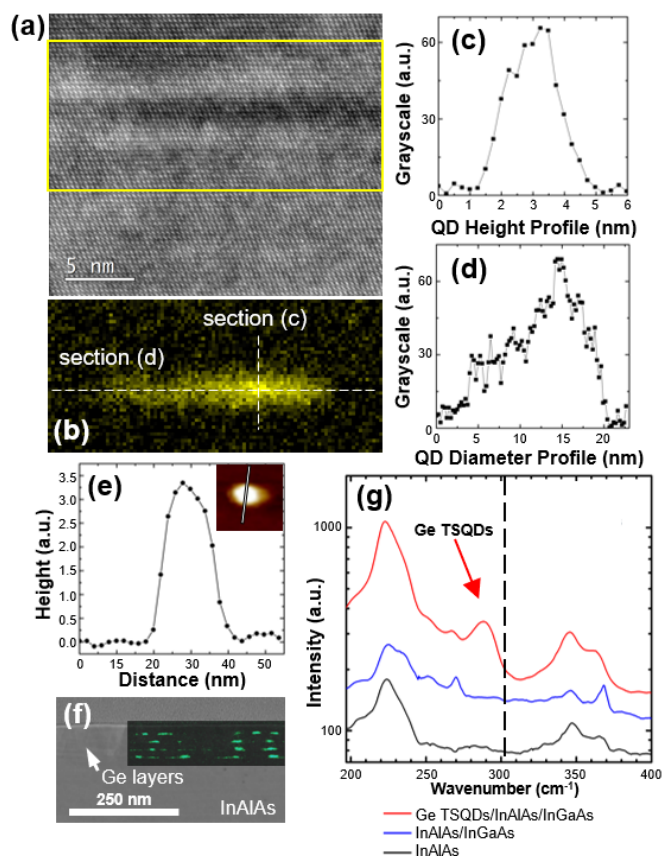 (a)
5 nm
section (c)
section (d)
(b)
(c)
60
30
0
Grayscale (a.u.)
0 1 2 3 4 5 6
QD Height Profile (nm)
(d)
60
30
0
Grayscale (a.u.)
0 5 10 15 20
QD Diameter Profile (nm)
(e)
3.5
3.0
2.5
2.0
1.5
1.0
0.5
0.0
Height (a.u.)
0 10 20 30 40 50
Distance (nm)
(f)
Ge layers
250 nm
InAlAs
(g)
Ge TSQDs
1000
100
Intensity (a.u.)
200 250 300 350 400
Wavenumber (cm-1)
Ge TSQDs/InAlAs/InGaAs
InAlAs/InGaAs
InAlAs